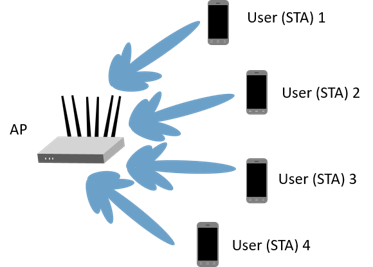 User (STA) 1
User (STA) 2
AP
User (STA) 3
User (STA) 4